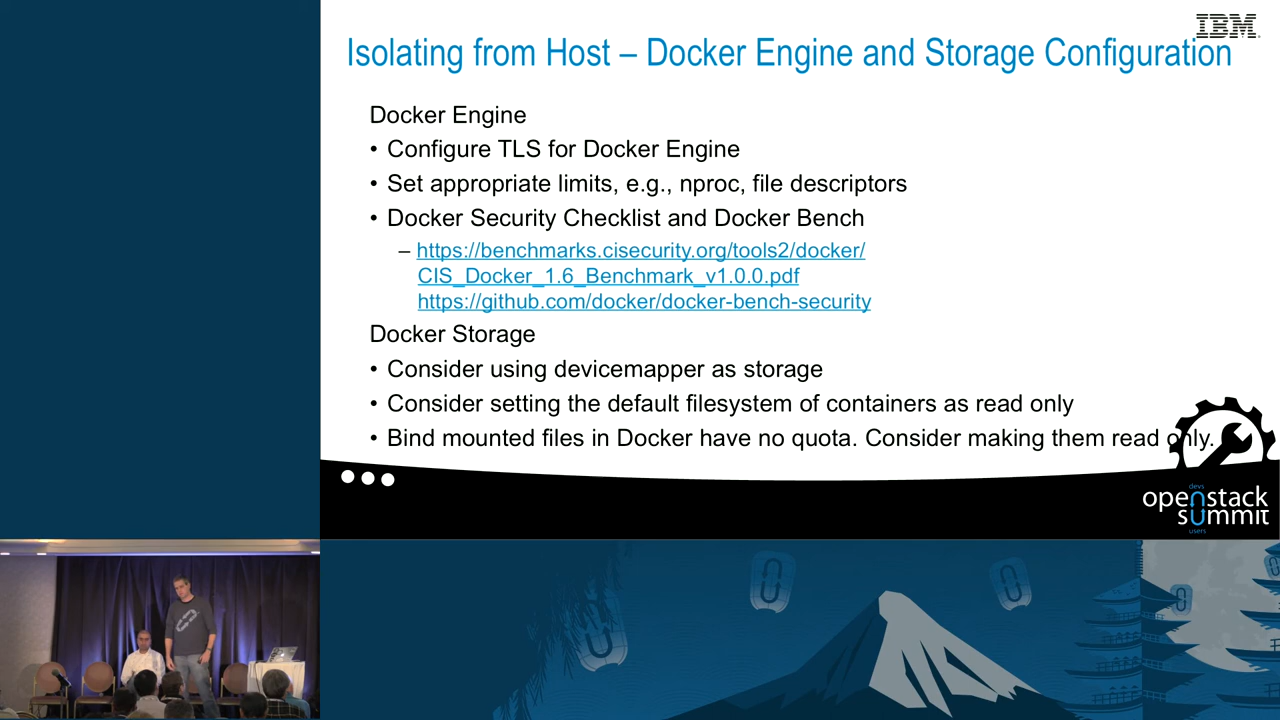 IBM
Isolating from Host – Docker Engine and Storage Configuration
Docker Engine
• Configure TLS for Docker Engine
• Set appropriate limits, e.g., nproc, file descriptors
• Docker Security Checklist and Docker Bench
– https://benchmarks.cisecurity.org/tools2/docker/
CIS_Docker_1.6_Benchmark_v1.0.0.pdf
https://github.com/docker/docker-bench-security
Docker Storage
• Consider using devicemapper as storage
• Consider setting the default filesystem of containers as read only
• Bind mounted files in Docker have no quota. Consider making them read only.
devs
openstack
summit
users